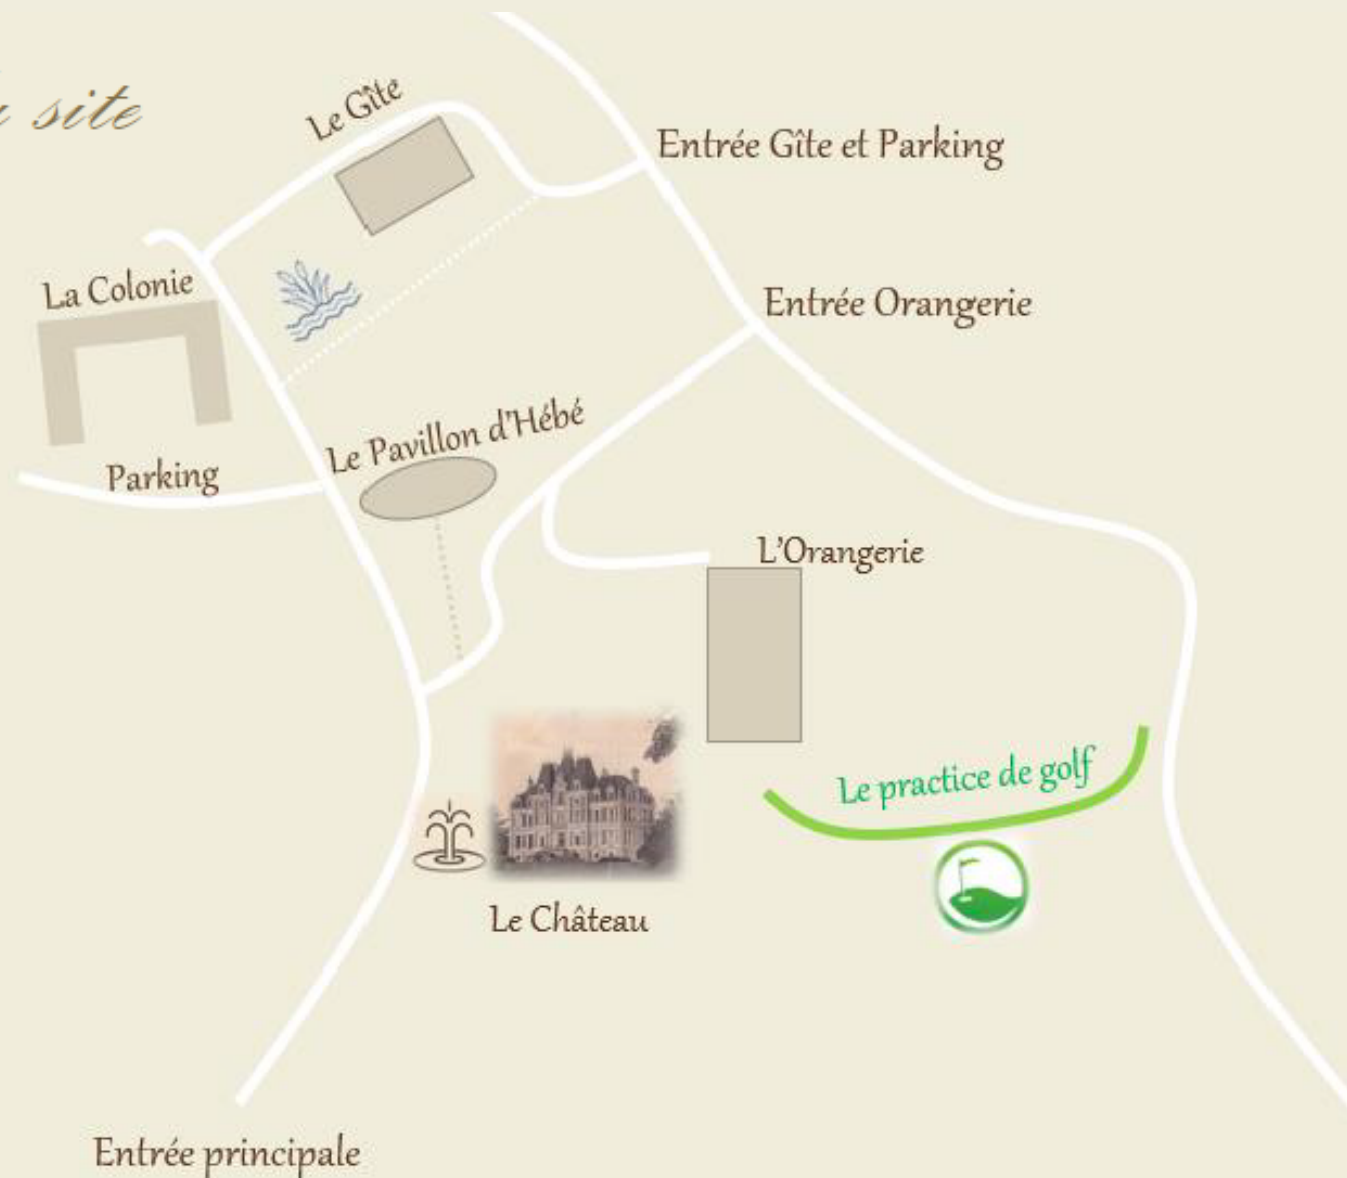 site
Le Gîte
Entrée Gîte et Parking
La Colonie
Entrée Orangerie
Le Pavillon d'Hébé
Parking
L'Orangerie
Le practice de golf
Le Château
Entrée principale